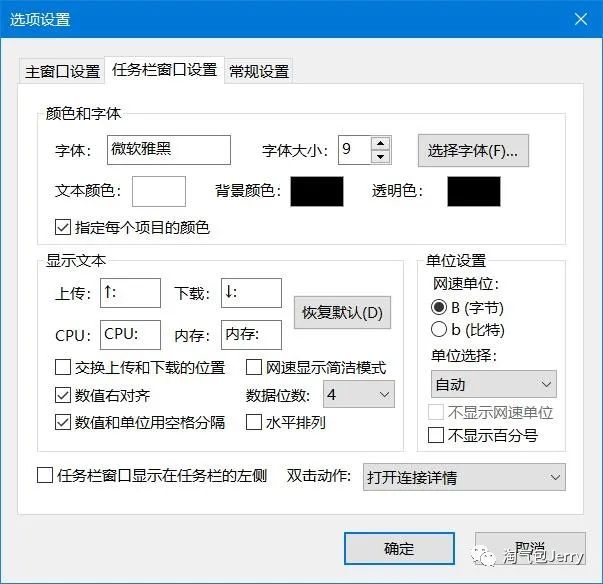 选项设置
主窗口设置 任务栏窗口设置 常规设置
颜色和字体
字体： 微软雅黑 字体大小： 9 选择字体(F)...
文本颜色： 背景颜色： 透明色：
指定每个项目的颜色
显示文本
上传： ↑: 下载： ↓: 恢复默认(D)
CPU： CPU: 内存： 内存:
交换上传和下载的位置 网速显示简洁模式
数值右对齐 数据位数: 4
数值和单位用空格分隔 水平排列
单位设置
网速单位：
B (字节)
b (比特)
单位选择：
自动
不显示网速单位
不显示百分号
任务栏窗口显示在任务栏的左侧 双击动作: 打开连接详情
确定 取消
淘气包Jerry